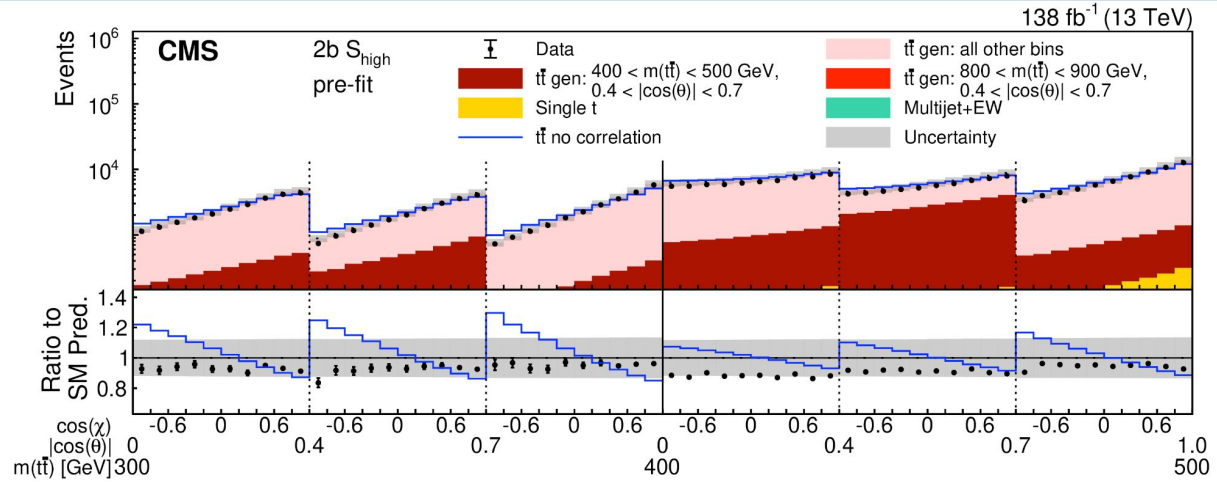 138 fb⁻¹ (13 TeV)
Events
10⁶
10⁵
10⁴
CMS
2b S_high
pre-fit
Data
tt̄ gen: 400 < m(tt̄) < 500 GeV,
0.4 < |cos(θ)| < 0.7
Single t
tt̄ no correlation
tt̄ gen: all other bins
tt̄ gen: 800 < m(tt̄) < 900 GeV,
0.4 < |cos(θ)| < 0.7
Multijet+EW
Uncertainty
Ratio to
SM Pred.
1.4
1.2
1
0.8
cos(χ) -0.6 0 0.6 -0.6 0 0.6 -0.6 0 0.6 -0.6 0 0.6 -0.6 0 0.6 -0.6 0 0.6
|cos(θ)| 0 0.4 0.7 0 0.4 0.7 1.0
m(tt̄) [GeV] 300 400 500